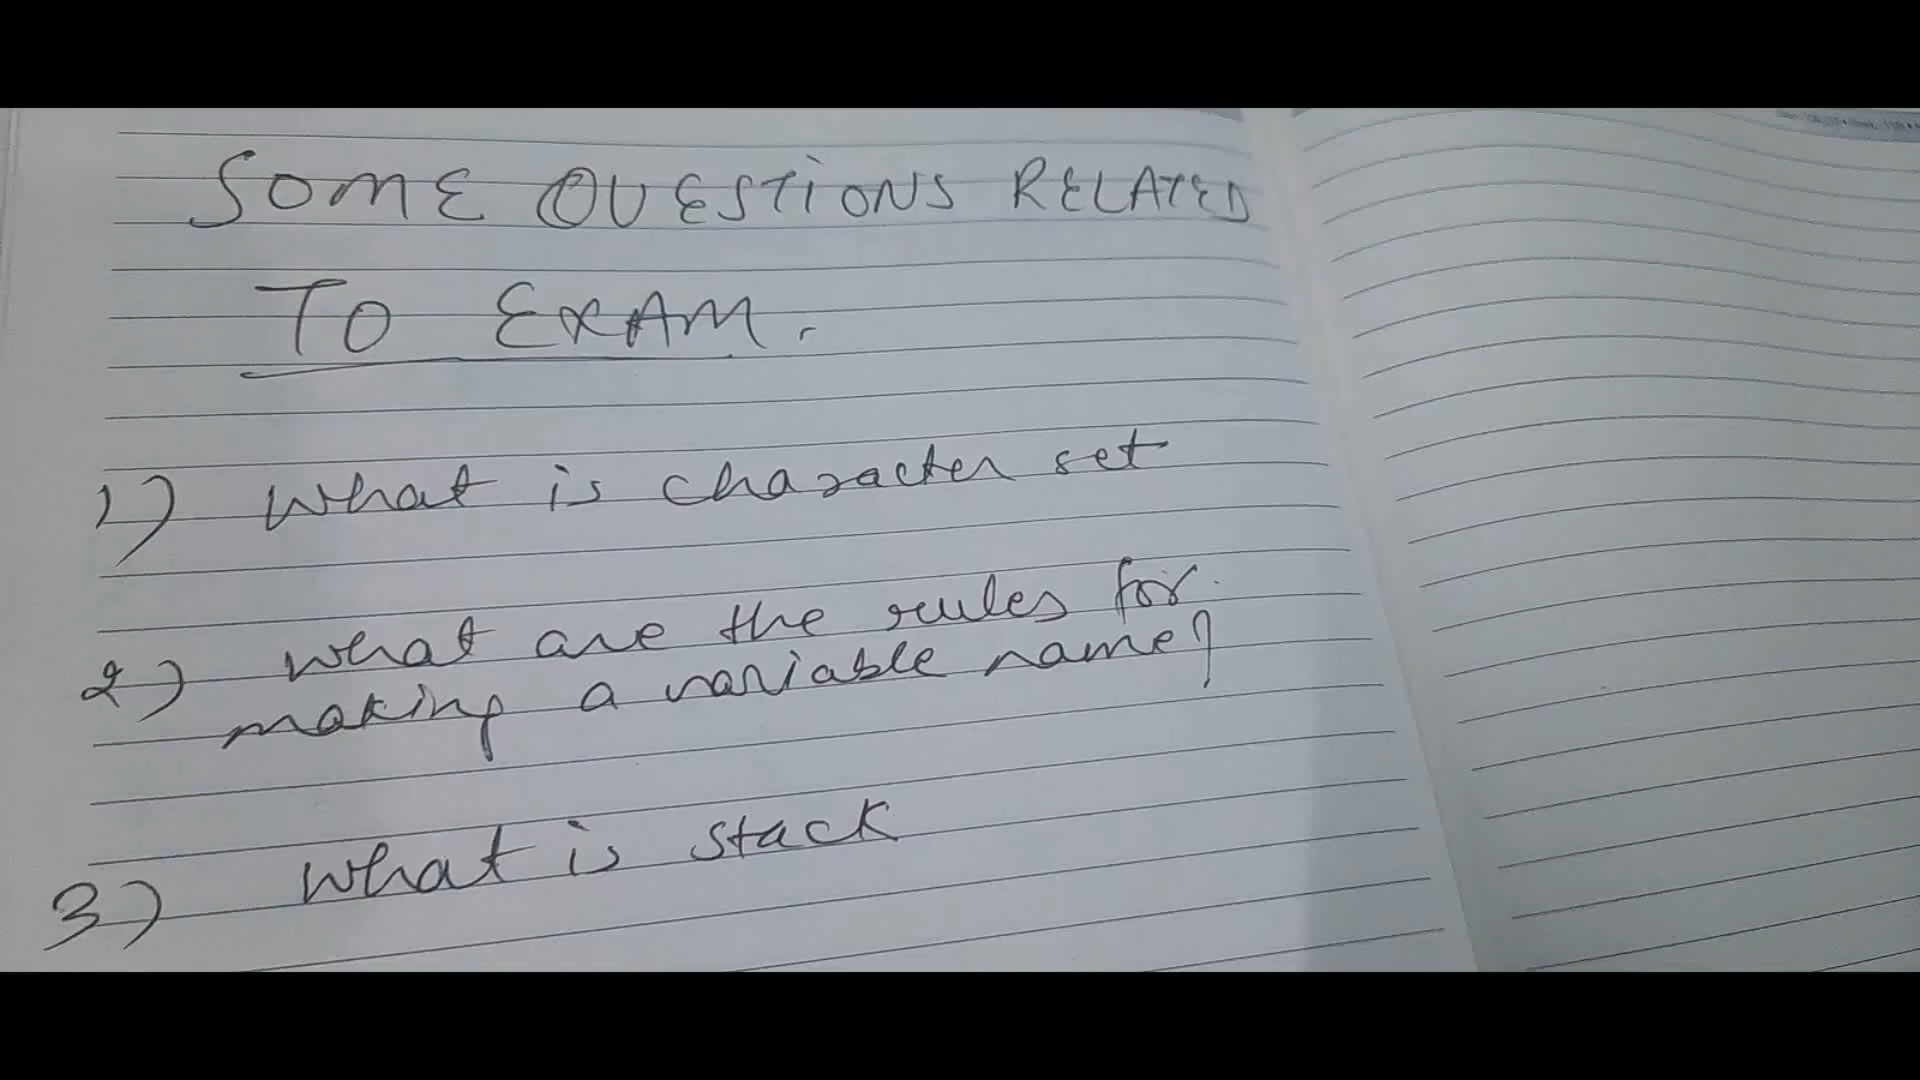 SOME QUESTIONS RELATED
TO EXAM.
1) What is character set
2) what are the rules for
making a variable name?
3) What is stack